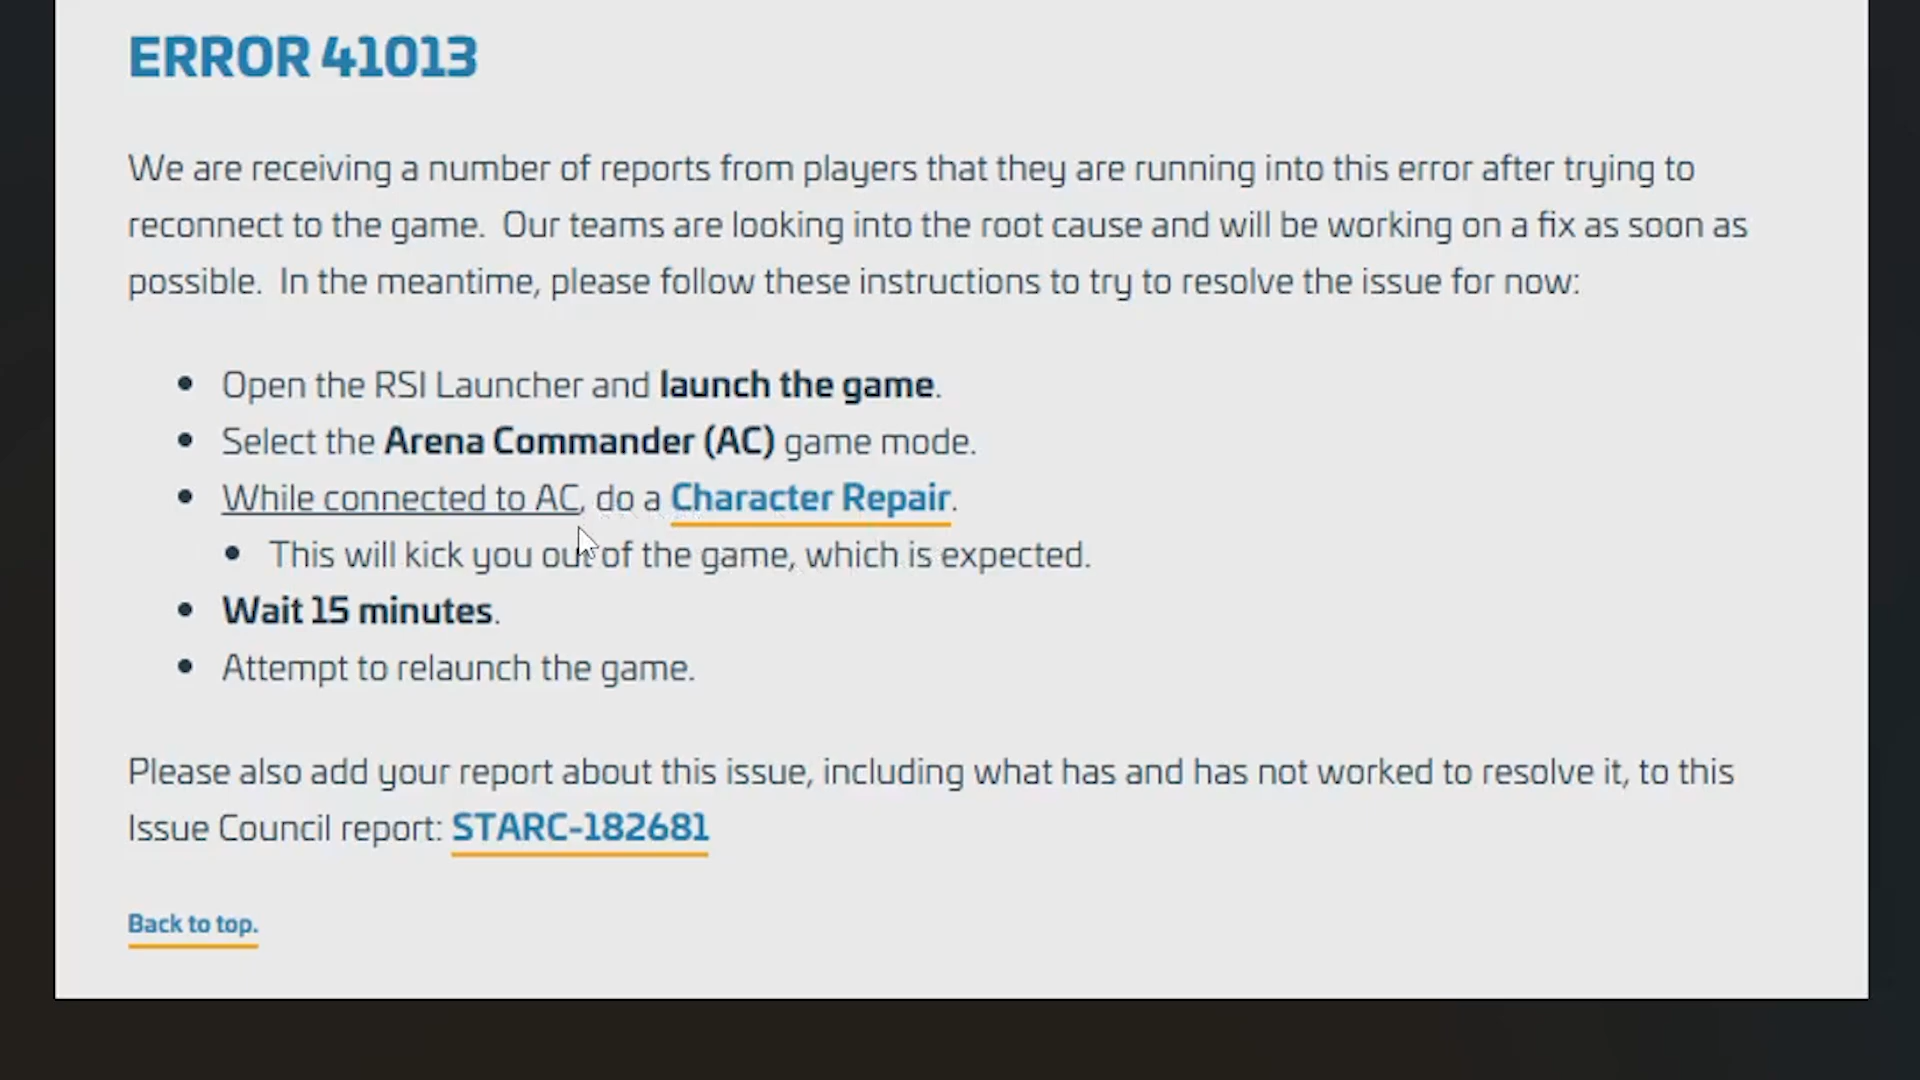 ERROR 41013
We are receiving a number of reports from players that they are running into this error after trying to
reconnect to the game.  Our teams are looking into the root cause and will be working on a fix as soon as
possible.  In the meantime, please follow these instructions to try to resolve the issue for now:
• Open the RSI Launcher and launch the game.
• Select the Arena Commander (AC) game mode.
• While connected to AC, do a Character Repair.
• This will kick you out of the game, which is expected.
• Wait 15 minutes.
• Attempt to relaunch the game.
Please also add your report about this issue, including what has and has not worked to resolve it, to this
Issue Council report: STARC-182681
Back to top.